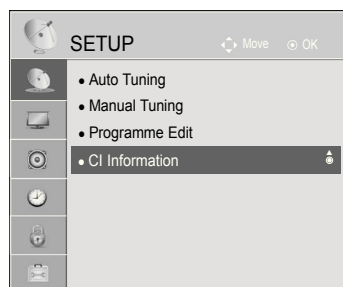 SETUP
Move OK
• Auto Tuning
• Manual Tuning
• Programme Edit
• CI Information